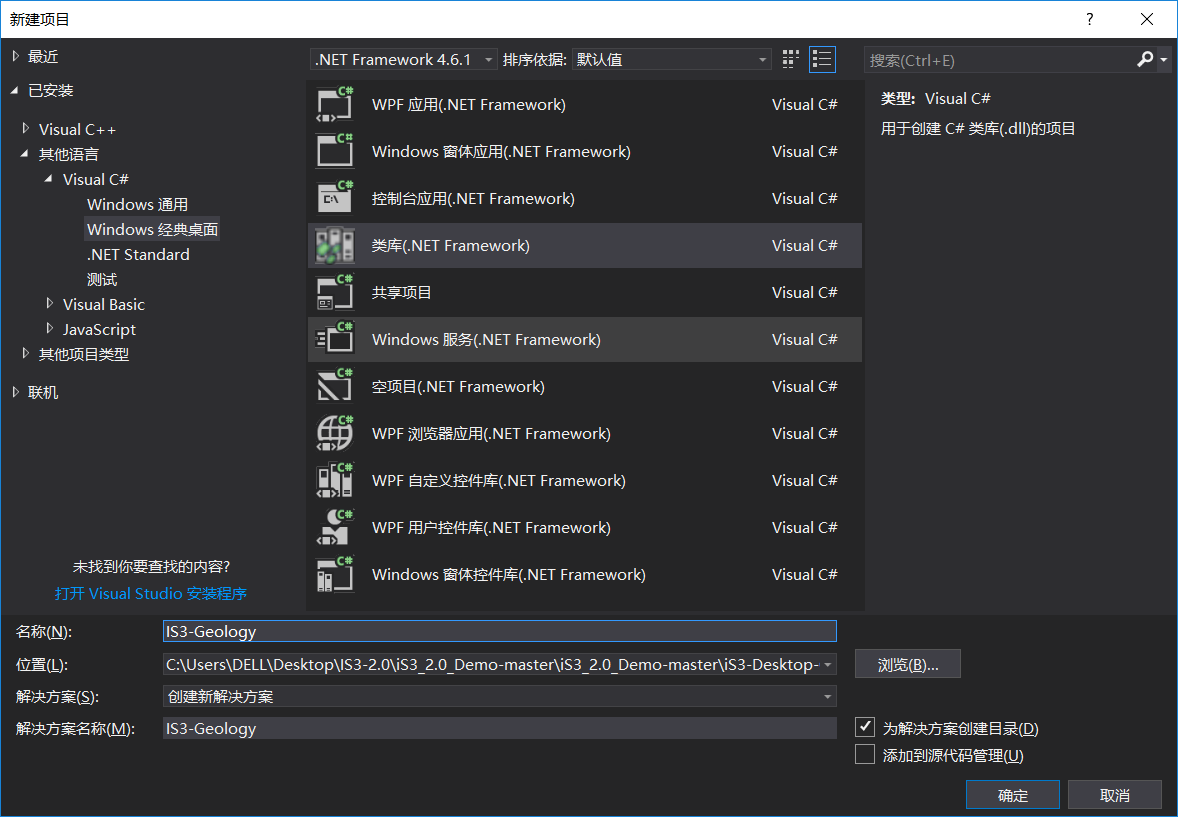 新建项目
?
最近
已安装
Visual C++
其他语言
Visual C#
Windows 通用
Windows 经典桌面
.NET Standard
测试
Visual Basic
JavaScript
其他项目类型
联机
未找到你要查找的内容?
打开 Visual Studio 安装程序
.NET Framework 4.6.1 排序依据: 默认值
WPF 应用(.NET Framework) Visual C#
Windows 窗体应用(.NET Framework) Visual C#
控制台应用(.NET Framework) Visual C#
类库(.NET Framework) Visual C#
共享项目 Visual C#
Windows 服务(.NET Framework) Visual C#
空项目(.NET Framework) Visual C#
WPF 浏览器应用(.NET Framework) Visual C#
WPF 自定义控件库(.NET Framework) Visual C#
WPF 用户控件库(.NET Framework) Visual C#
Windows 窗体控件库(.NET Framework) Visual C#
搜索(Ctrl+E)
类型: Visual C#
用于创建 C# 类库(.dll)的项目
名称(N): IS3-Geology
位置(L): C:\Users\DELL\Desktop\IS3-2.0\iS3_2.0_Demo-master\iS3_2.0_Demo-master\iS3-Desktop- 浏览(B)...
解决方案(S): 创建新解决方案
解决方案名称(M): IS3-Geology
为解决方案创建目录(D)
添加到源代码管理(U)
确定 取消